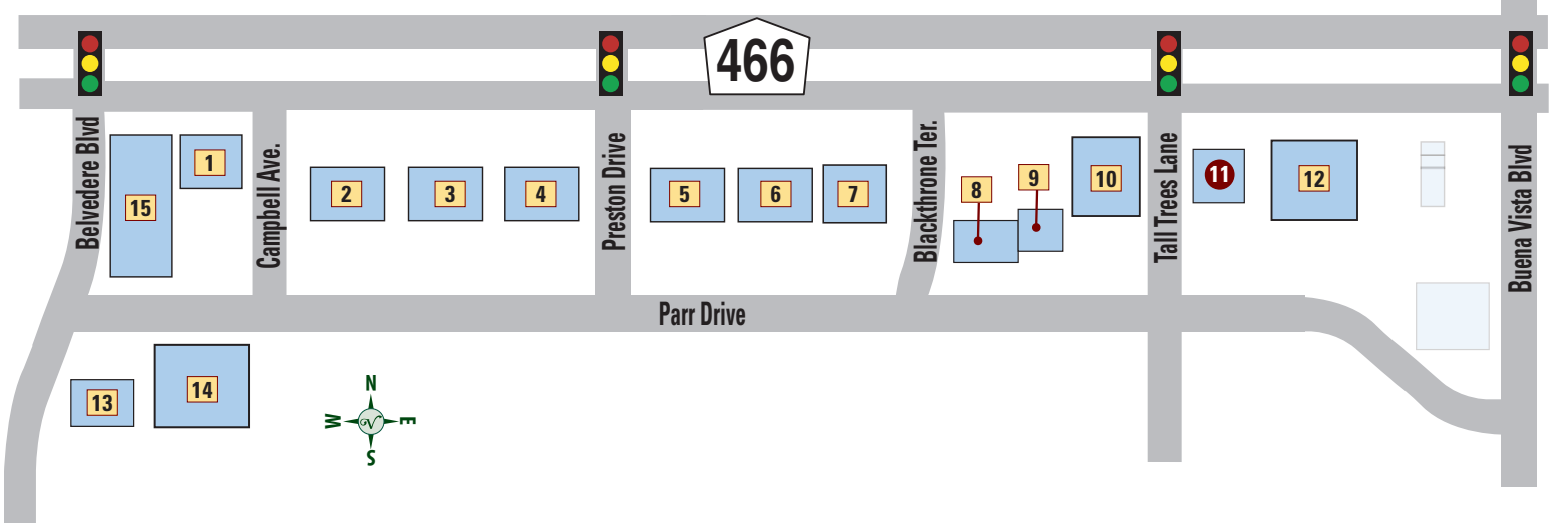 466
Belvedere Blvd
Campbell Ave.
Preston Drive
Blackthrone Ter.
Tall Trees Lane
Buena Vista Blvd
1
2
3
4
5
6
7
8
9
10
11
12
15
Parr Drive
13
14
N
W
V
E
S